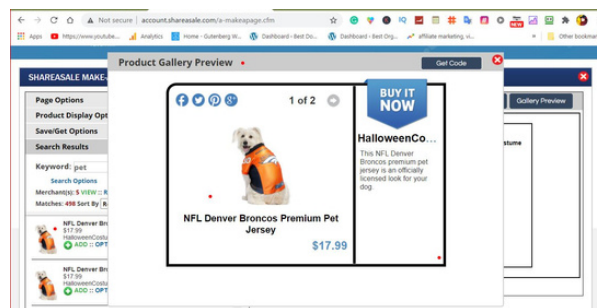 Not secure | account.shareasale.com/a-makeapage.cfm
Apps
https://www.youtube...
Analytics
Home - Gutenberg W...
Dashboard ‹ Best Do...
Dashboard ‹ Best Org...
affiliate marketing, vi...
»
Other bookmar
Product Gallery Preview
Get Code
SHAREASALE MAKE-
Page Options
Product Display Opt
Save/Get Options
Search Results
Keyword: pet
Search Options
Merchant(s): 5 VIEW :: R
Matches: 498 Sort By R
NFL Denver Bro
$17.99
HalloweenCostu
ADD :: OPT
NFL Denver Bro
$17.99
HalloweenCostu
ADD :: OPT
1 of 2
NFL Denver Broncos Premium Pet
Jersey
$17.99
BUY IT
NOW
HalloweenCo...
This NFL Denver
Broncos premium pet
jersey is an officially
licensed look for your
dog.
Gallery Preview
stume